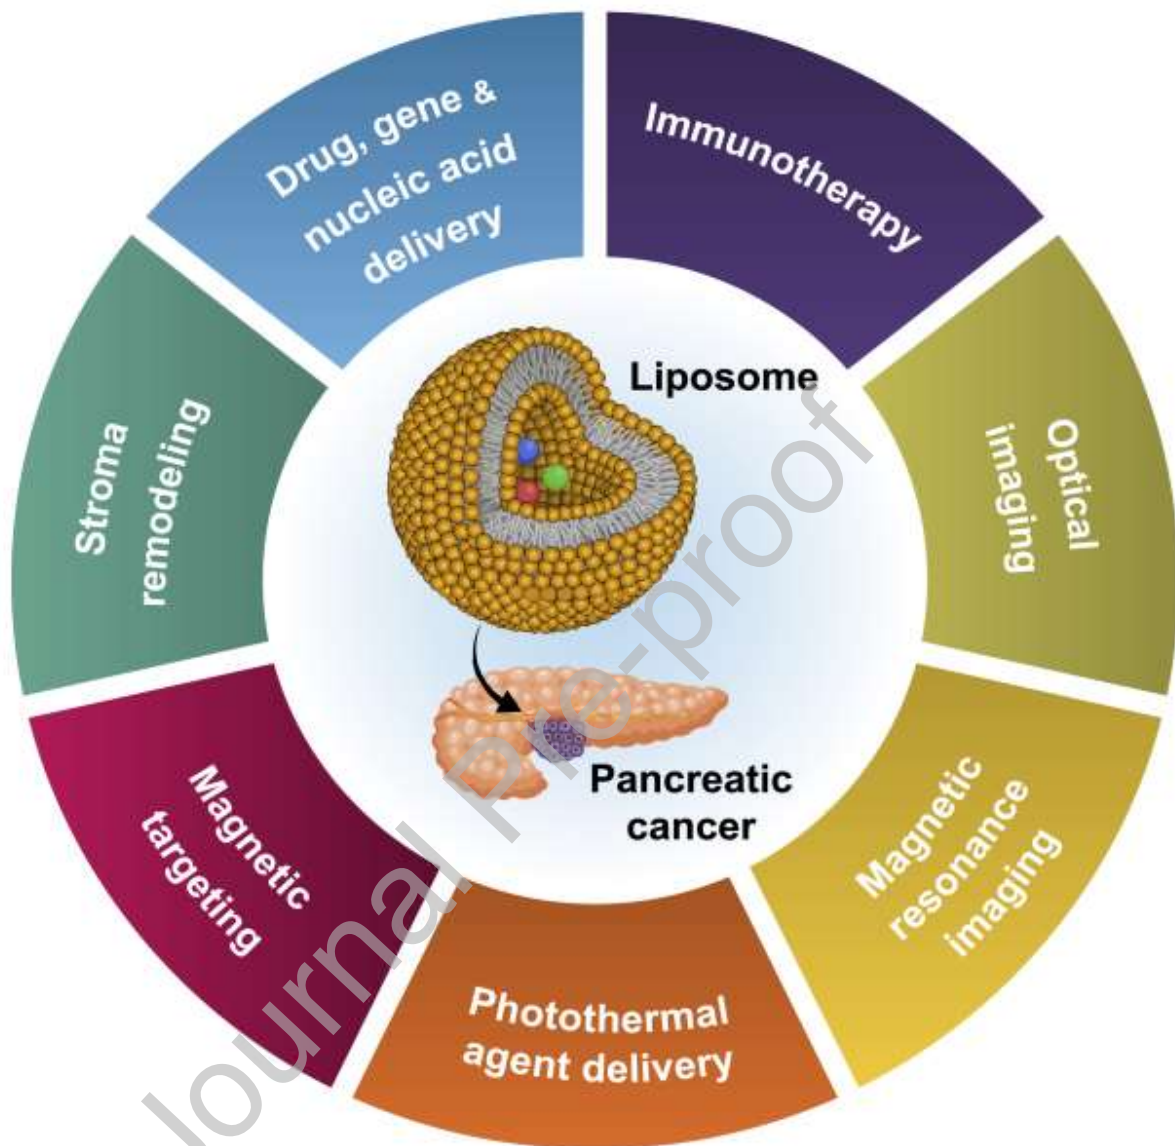 Drug, gene &
nucleic acid
delivery
Immunotherapy
Optical
imaging
Magnetic
resonance
imaging
Photothermal
agent delivery
Magnetic
targeting
Stroma
remodeling
Liposome
Pancreatic
cancer
Journal Pre-proof